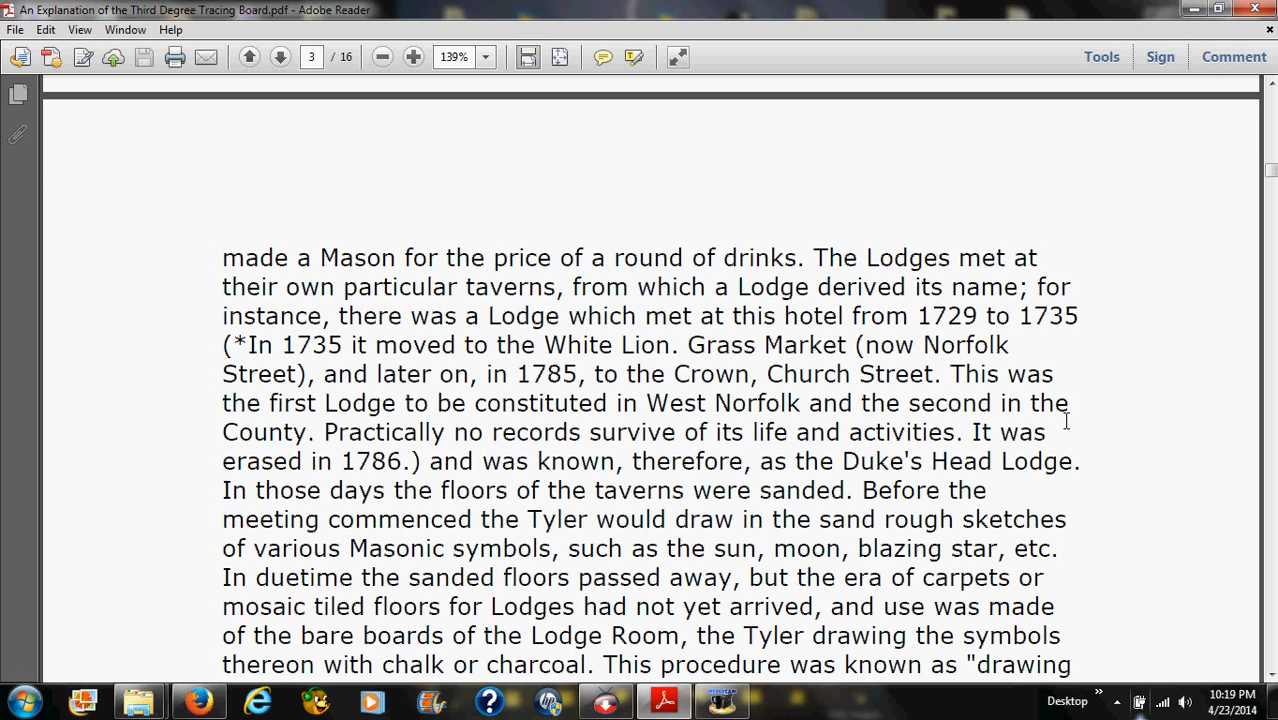 An Explanation of the Third Degree Tracing Board.pdf - Adobe Reader
File Edit View Window Help
3 / 16 139% Tools Sign Comment
made a Mason for the price of a round of drinks. The Lodges met at
their own particular taverns, from which a Lodge derived its name; for
instance, there was a Lodge which met at this hotel from 1729 to 1735
(*In 1735 it moved to the White Lion. Grass Market (now Norfolk
Street), and later on, in 1785, to the Crown, Church Street. This was
the first Lodge to be constituted in West Norfolk and the second in the
County. Practically no records survive of its life and activities. It was
erased in 1786.) and was known, therefore, as the Duke's Head Lodge.
In those days the floors of the taverns were sanded. Before the
meeting commenced the Tyler would draw in the sand rough sketches
of various Masonic symbols, such as the sun, moon, blazing star, etc.
In duetime the sanded floors passed away, but the era of carpets or
mosaic tiled floors for Lodges had not yet arrived, and use was made
of the bare boards of the Lodge Room, the Tyler drawing the symbols
thereon with chalk or charcoal. This procedure was known as "drawing
Desktop
10:19 PM
4/23/2014